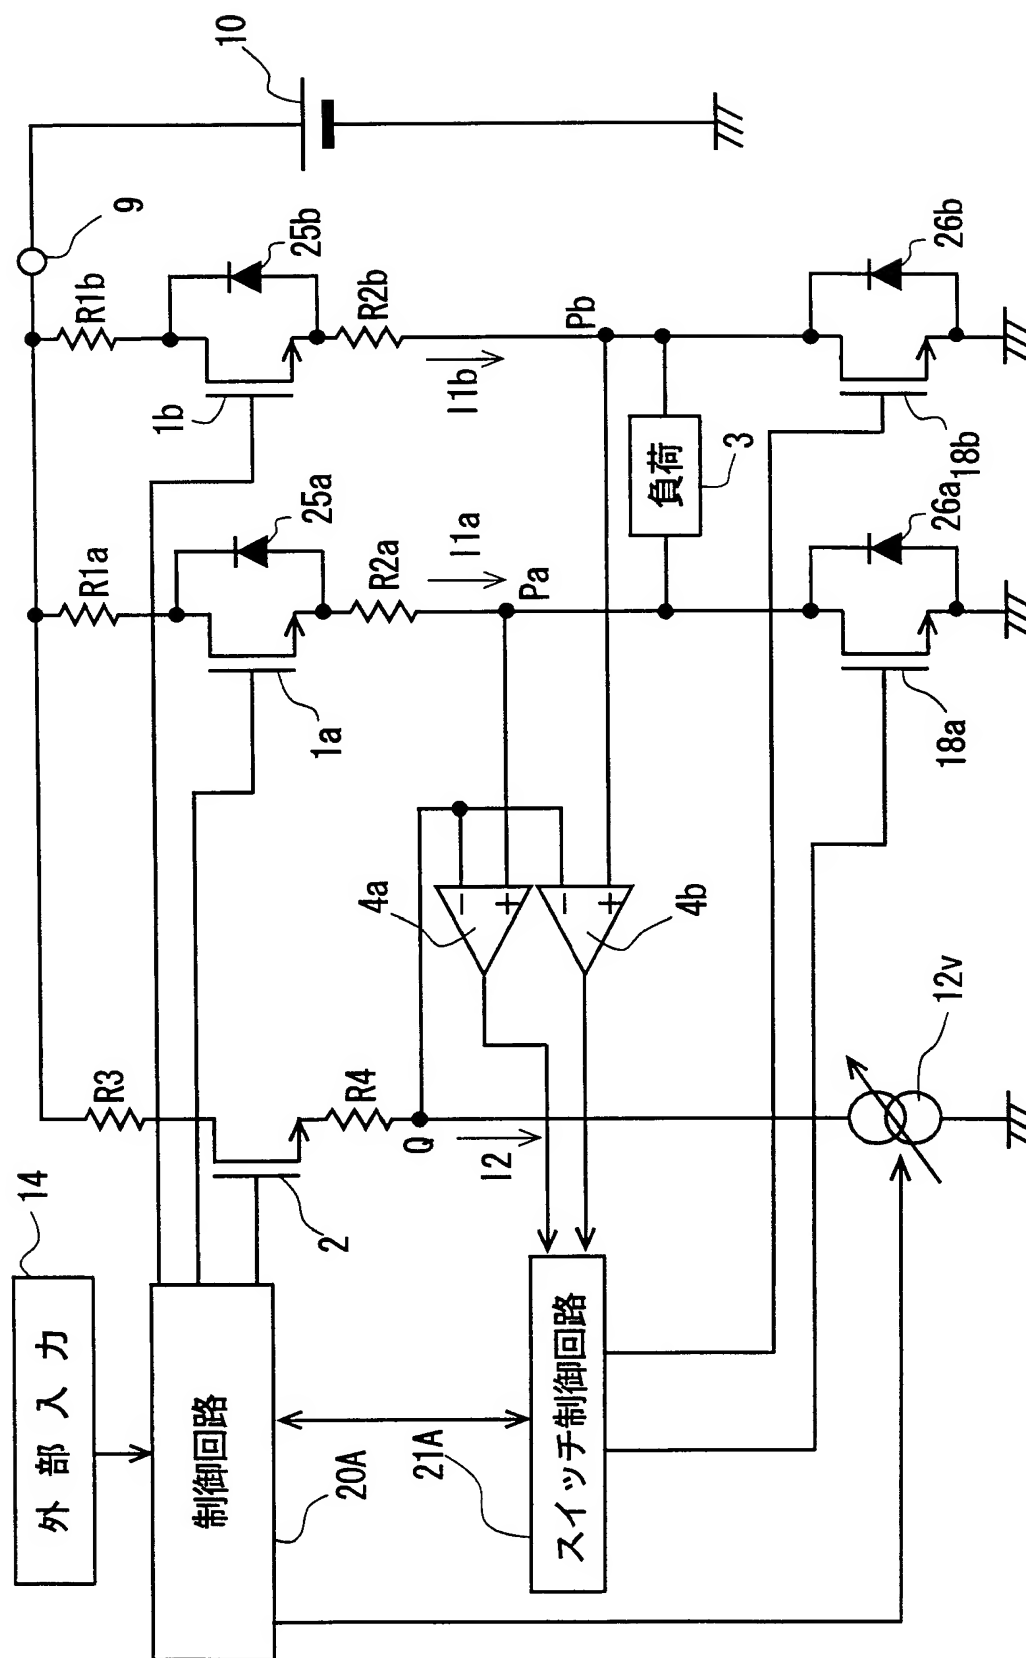 外部入力
14
制御回路
20A
スイッチ制御回路
21A
R3
2
R4
Q
I2
12v
4a
4b
R1a
1a
25a
R2a
I1a
Pa
18a
26a
負荷
3
R1b
1b
25b
R2b
I1b
Pb
18b
26b
9
10
－
＋
－
＋